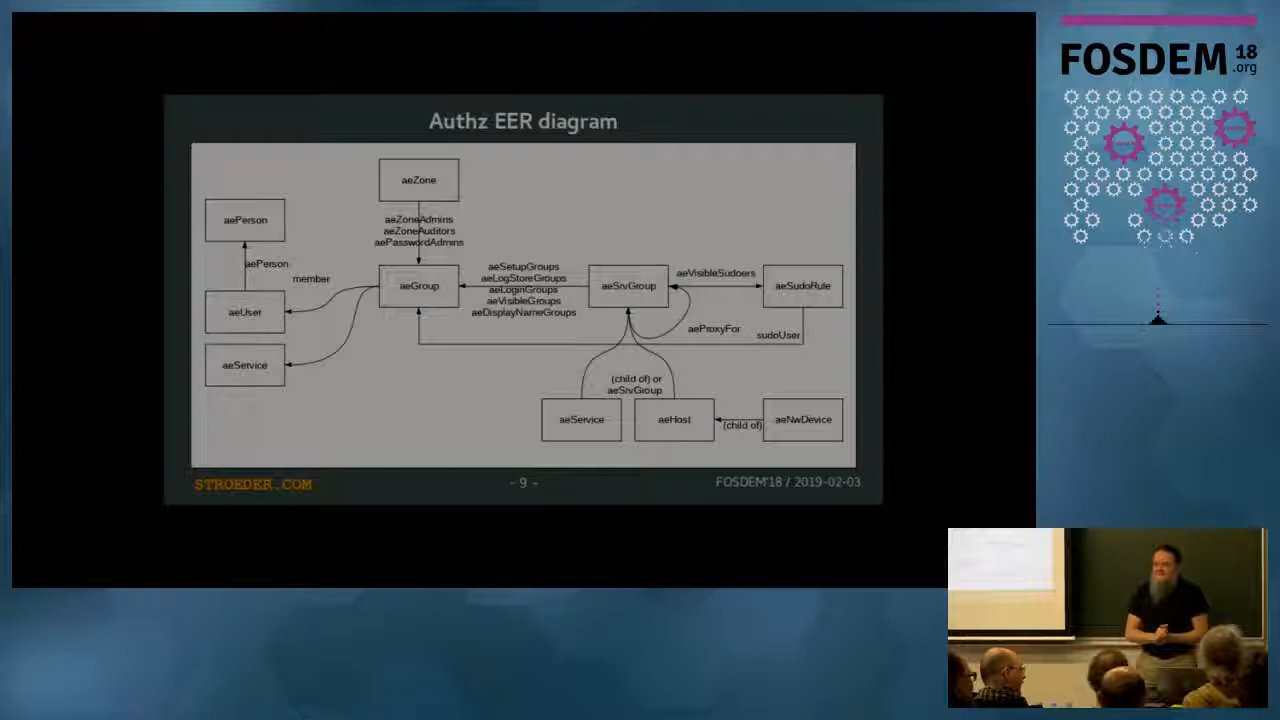 FOSDEM 18
.org
Authz EER diagram
aeZone
aePerson
aeZoneAdmins
aeZoneAuditors
aePasswordAdmins
aePerson
member
aeGroup
aeSetupGroups
aeLogStoreGroups
aeLoginGroups
aeVisibleGroups
aeDisplayNameGroups
aeSrvGroup
aeVisibleSudoers
aeSudoRule
aeUser
aeProxyFor
sudoUser
aeService
(child of) or
aeSrvGroup
aeService
aeHost
(child of)
aeNwDevice
STROEDER.COM
- 9 -
FOSDEM'18 / 2019-02-03